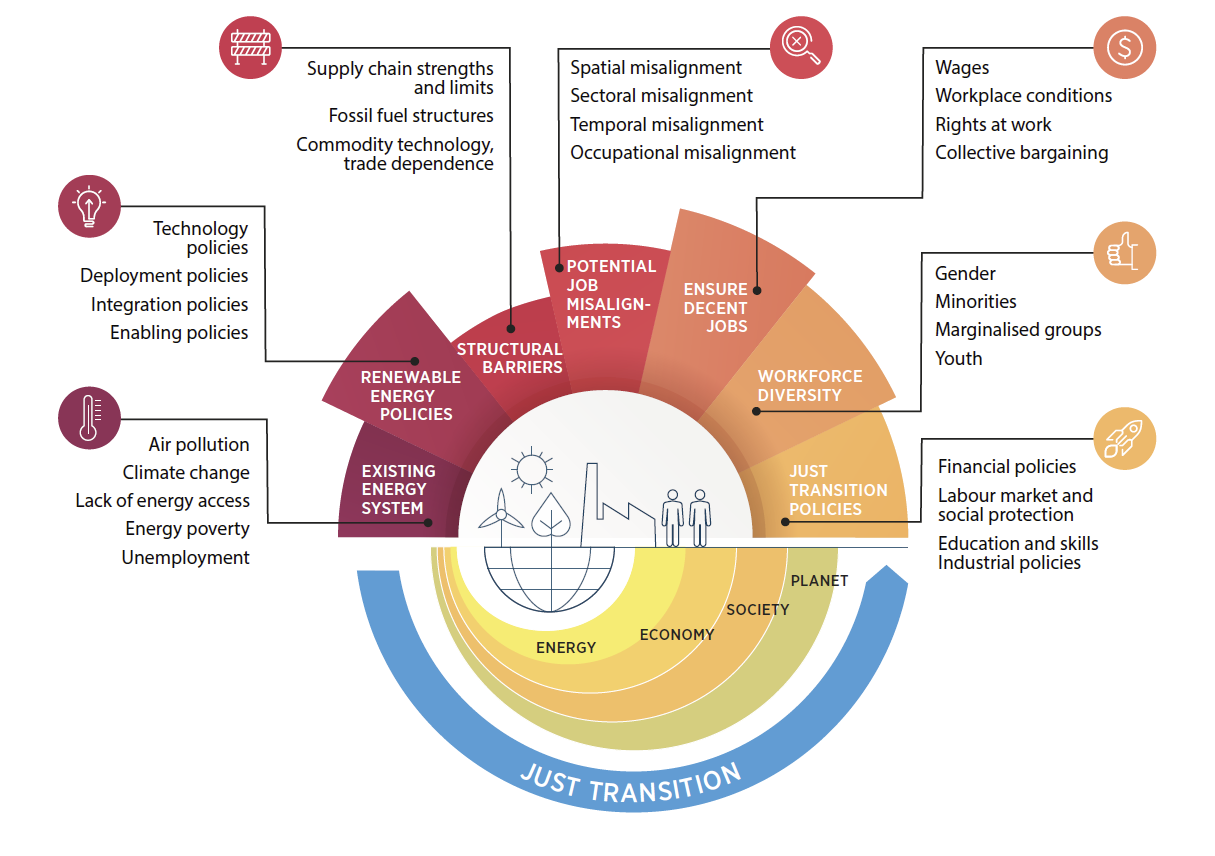 Supply chain strengths
and limits
Fossil fuel structures
Commodity technology,
trade dependence
Spatial misalignment
Sectoral misalignment
Temporal misalignment
Occupational misalignment
$
Wages
Workplace conditions
Rights at work
Collective bargaining
Technology
policies
Deployment policies
Integration policies
Enabling policies
Gender
Minorities
Marginalised groups
Youth
Air pollution
Climate change
Lack of energy access
Energy poverty
Unemployment
Financial policies
Labour market and
social protection
Education and skills
Industrial policies
EXISTING
ENERGY
SYSTEM
RENEWABLE
ENERGY
POLICIES
STRUCTURAL
BARRIERS
POTENTIAL
JOB
MISALIGN-
MENTS
ENSURE
DECENT
JOBS
WORKFORCE
DIVERSITY
JUST
TRANSITION
POLICIES
ENERGY
ECONOMY
SOCIETY
PLANET
JUST TRANSITION